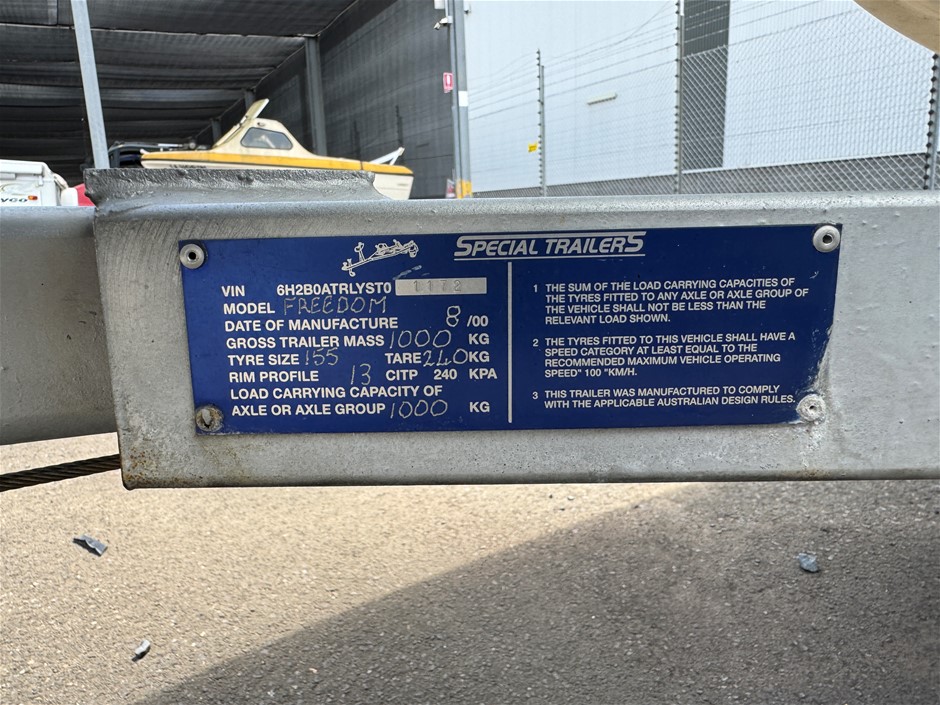 SPECIAL TRAILERS
VIN 6H2B0ATRLYST0 1178
MODEL FREEDOM
DATE OF MANUFACTURE 8/00
GROSS TRAILER MASS 1000 KG
TYRE SIZE 155 TARE 240 KG
RIM PROFILE 13 CITP 240 KPA
LOAD CARRYING CAPACITY OF
AXLE OR AXLE GROUP 1000 KG
1 THE SUM OF THE LOAD CARRYING CAPACITIES OF
THE TYRES FITTED TO ANY AXLE OR AXLE GROUP OF
THE VEHICLE SHALL NOT BE LESS THAN THE
RELEVANT LOAD SHOWN.
2 THE TYRES FITTED TO THIS VEHICLE SHALL HAVE A
SPEED CATEGORY AT LEAST EQUAL TO THE
RECOMMENDED MAXIMUM VEHICLE OPERATING
SPEED" 100 "KM/H.
3 THIS TRAILER WAS MANUFACTURED TO COMPLY
WITH THE APPLICABLE AUSTRALIAN DESIGN RULES.